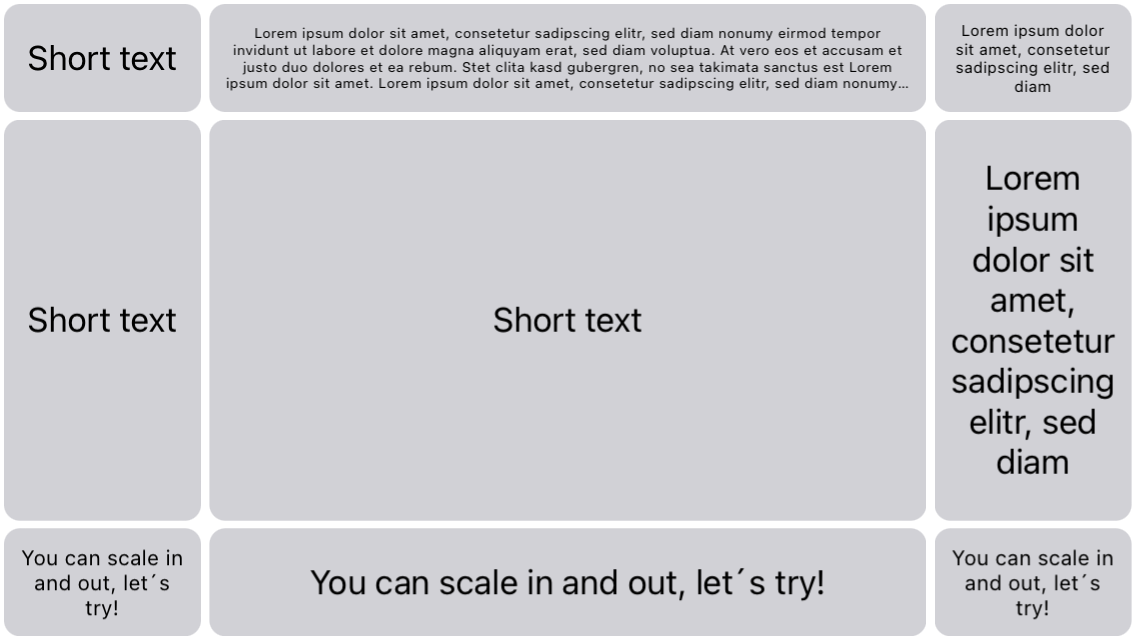 Short text
Lorem ipsum dolor sit amet, consetetur sadipscing elitr, sed diam nonumy eirmod tempor
invidunt ut labore et dolore magna aliquyam erat, sed diam voluptua. At vero eos et accusam et
justo duo dolores et ea rebum. Stet clita kasd gubergren, no sea takimata sanctus est Lorem
ipsum dolor sit amet. Lorem ipsum dolor sit amet, consetetur sadipscing elitr, sed diam nonumy…
Lorem ipsum dolor
sit amet, consetetur
sadipscing elitr, sed
diam
Short text
Short text
Lorem
ipsum
dolor sit
amet,
consetetur
sadipscing
elitr, sed
diam
You can scale in
and out, let´s
try!
You can scale in and out, let´s try!
You can scale in
and out, let´s
try!